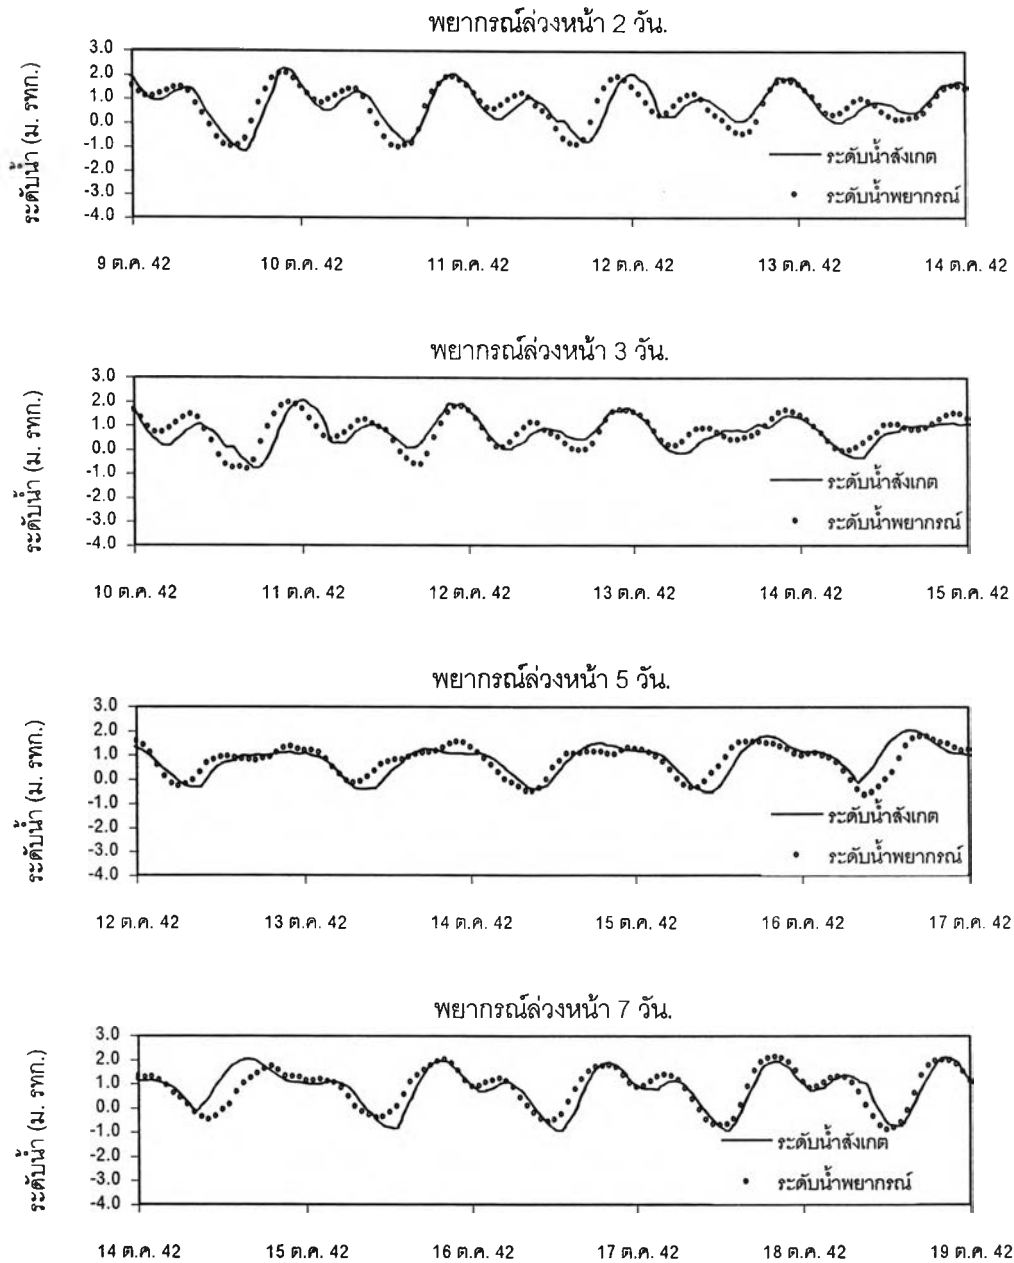 พยากรณ์ล่วงหน้า 2 วัน.
ระดับน้ำ (ม. รทก.)
3.0
2.0
1.0
0.0
-1.0
-2.0
-3.0
-4.0
ระดับน้ำสังเกต
ระดับน้ำพยากรณ์
9 ต.ค. 42 10 ต.ค. 42 11 ต.ค. 42 12 ต.ค. 42 13 ต.ค. 42 14 ต.ค. 42
พยากรณ์ล่วงหน้า 3 วัน.
ระดับน้ำ (ม. รทก.)
3.0
2.0
1.0
0.0
-1.0
-2.0
-3.0
-4.0
ระดับน้ำสังเกต
ระดับน้ำพยากรณ์
10 ต.ค. 42 11 ต.ค. 42 12 ต.ค. 42 13 ต.ค. 42 14 ต.ค. 42 15 ต.ค. 42
พยากรณ์ล่วงหน้า 5 วัน.
ระดับน้ำ (ม. รทก.)
3.0
2.0
1.0
0.0
-1.0
-2.0
-3.0
-4.0
ระดับน้ำสังเกต
ระดับน้ำพยากรณ์
12 ต.ค. 42 13 ต.ค. 42 14 ต.ค. 42 15 ต.ค. 42 16 ต.ค. 42 17 ต.ค. 42
พยากรณ์ล่วงหน้า 7 วัน.
ระดับน้ำ (ม. รทก.)
3.0
2.0
1.0
0.0
-1.0
-2.0
-3.0
-4.0
ระดับน้ำสังเกต
ระดับน้ำพยากรณ์
14 ต.ค. 42 15 ต.ค. 42 16 ต.ค. 42 17 ต.ค. 42 18 ต.ค. 42 19 ต.ค. 42